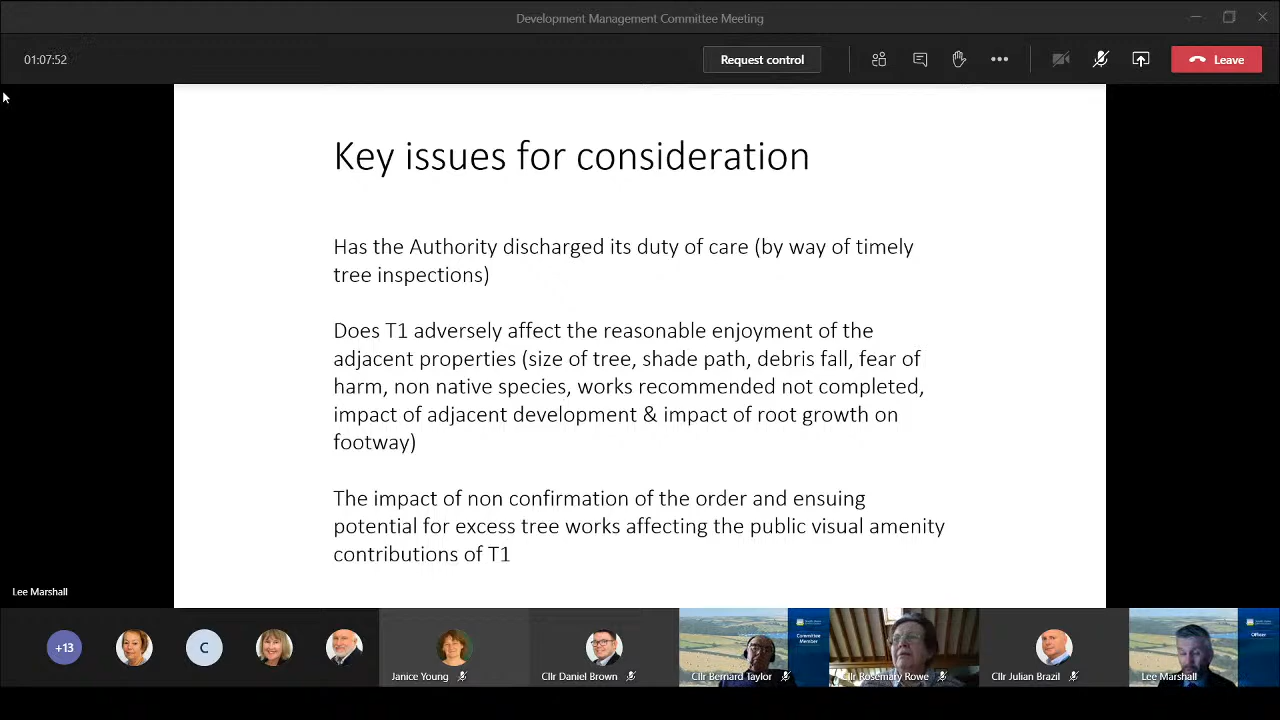 Development Management Committee Meeting
01:07:52
Request control
Leave
Key issues for consideration
Has the Authority discharged its duty of care (by way of timely
tree inspections)
Does T1 adversely affect the reasonable enjoyment of the
adjacent properties (size of tree, shade path, debris fall, fear of
harm, non native species, works recommended not completed,
impact of adjacent development & impact of root growth on
footway)
The impact of non confirmation of the order and ensuing
potential for excess tree works affecting the public visual amenity
contributions of T1
Lee Marshall
+13
C
Committee
Member
Officer
Janice Young
Cllr Daniel Brown
Cllr Bernard Taylor
Cllr Rosemary Rowe
Cllr Julian Brazil
Lee Marshall